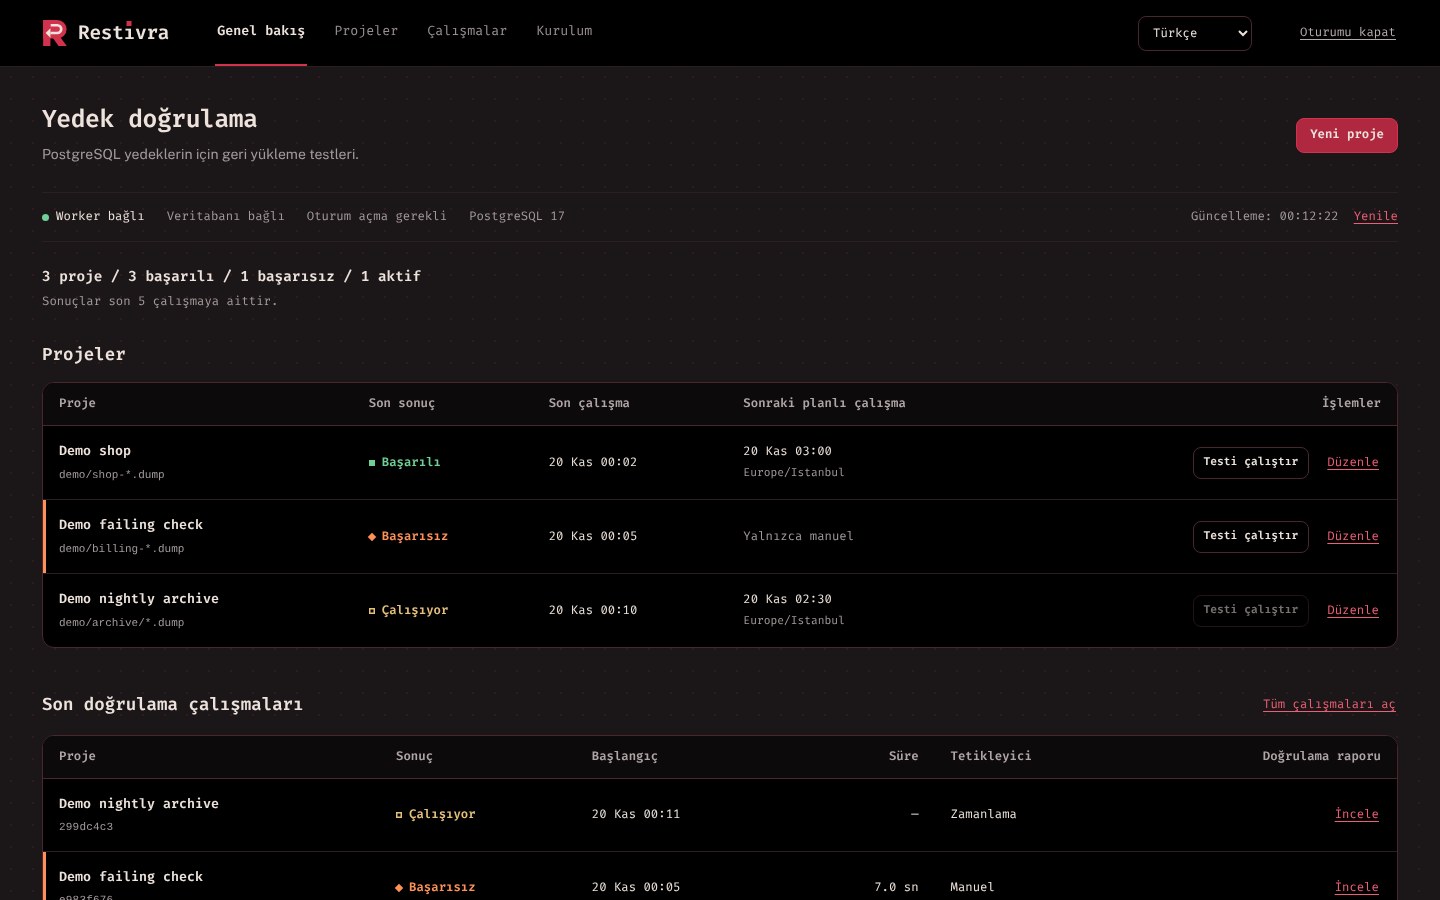 Restivra
Genel bakış
Projeler
Çalışmalar
Kurulum
Türkçe
Oturumu kapat
Yedek doğrulama
PostgreSQL yedeklerin için geri yükleme testleri.
Yeni proje
Worker bağlı
Veritabanı bağlı
Oturum açma gerekli
PostgreSQL 17
Güncelleme: 00:12:22
Yenile
3 proje / 3 başarılı / 1 başarısız / 1 aktif
Sonuçlar son 5 çalışmaya aittir.
Projeler
Proje
Son sonuç
Son çalışma
Sonraki planlı çalışma
İşlemler
Demo shop
demo/shop-*.dump
Başarılı
20 Kas 00:02
20 Kas 03:00
Europe/Istanbul
Testi çalıştır
Düzenle
Demo failing check
demo/billing-*.dump
Başarısız
20 Kas 00:05
Yalnızca manuel
Testi çalıştır
Düzenle
Demo nightly archive
demo/archive/*.dump
Çalışıyor
20 Kas 00:10
20 Kas 02:30
Europe/Istanbul
Testi çalıştır
Düzenle
Son doğrulama çalışmaları
Tüm çalışmaları aç
Proje
Sonuç
Başlangıç
Süre
Tetikleyici
Doğrulama raporu
Demo nightly archive
299dc4c3
Çalışıyor
20 Kas 00:11
—
Zamanlama
İncele
Demo failing check
Başarısız
20 Kas 00:05
7.0 sn
Manuel
İncele